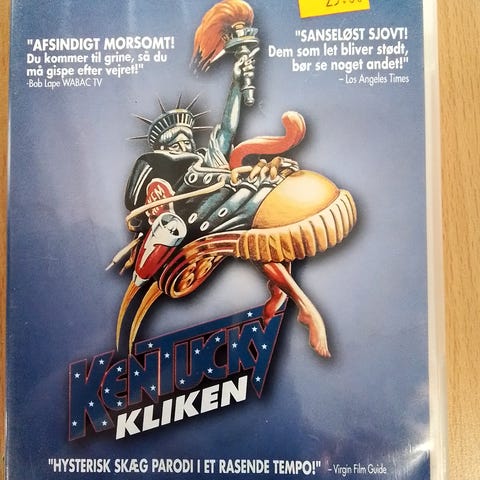 "AFSINDIGT MORSOMT!
Du kommer til grine, så du
må gispe efter vejret!"
-Bob Lape WABAC TV
"SANSELØST SJOVT!
Dem som let bliver stødt,
bør se noget andet!"
– Los Angeles Times
KENTUCKY
KLIKEN
"HYSTERISK SKÆG PARODI I ET RASENDE TEMPO!" – Virgin Film Guide